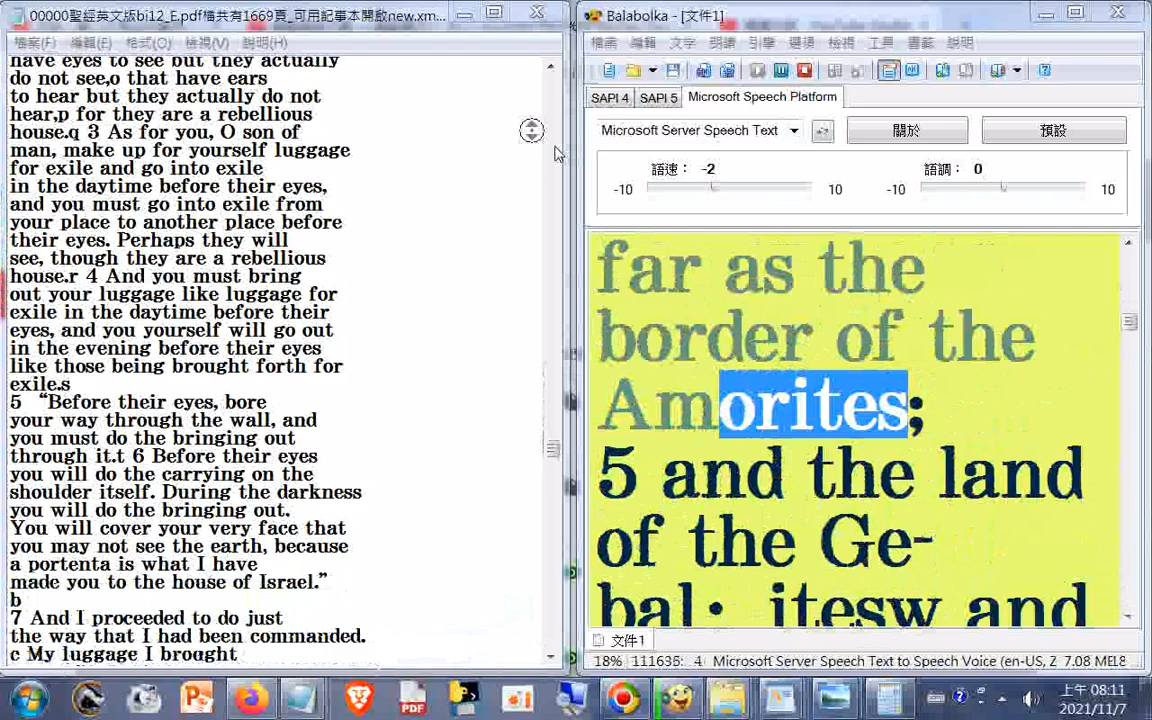 00000聖經英文版bi12_E.pdf檔共有1669頁_可用記事本開啟new.xm...
檔案(F) 編輯(E) 格式(O) 檢視(V) 說明(H)
have eyes to see but they actually
do not see,o that have ears
to hear but they actually do not
hear,p for they are a rebellious
house.q 3 As for you, O son of
man, make up for yourself luggage
for exile and go into exile
in the daytime before their eyes,
and you must go into exile from
your place to another place before
their eyes. Perhaps they will
see, though they are a rebellious
house.r 4 And you must bring
out your luggage like luggage for
exile in the daytime before their
eyes, and you yourself will go out
in the evening before their eyes
like those being brought forth for
exile.s
5 “Before their eyes, bore
your way through the wall, and
you must do the bringing out
through it.t 6 Before their eyes
you will do the carrying on the
shoulder itself. During the darkness
you will do the bringing out.
You will cover your very face that
you may not see the earth, because
a portenta is what I have
made you to the house of Israel.”
b
7 And I proceeded to do just
the way that I had been commanded.
c My luggage I brought
Balabolka - [文件1]
檔案 編輯 文字 朗讀 引擎 選項 檢視 工具 書籤 說明
SAPI 4 SAPI 5 Microsoft Speech Platform
Microsoft Server Speech Text 關於 預設
語速： -2 語調： 0
-10 10 -10 10
far as the
border of the
Amorites;
5 and the land
of the Ge-
bal• itesw and
文件1
18% 111635: 4 Microsoft Server Speech Text to Speech Voice (en-US, Z 7.08 MEL8
PDF
上午 08:11
2021/11/7